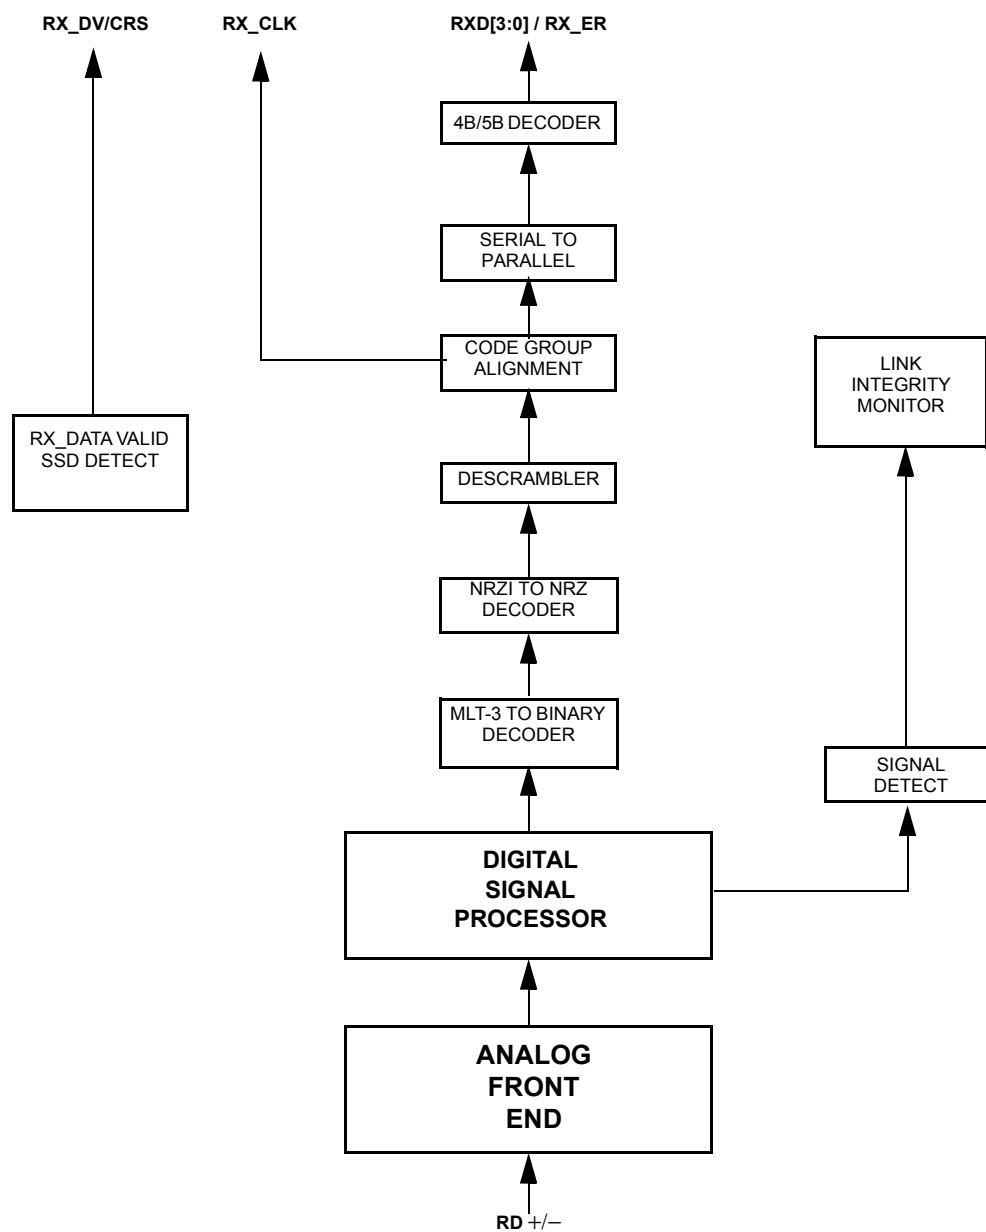 RX_DV/CRS
RX_CLK
RXD[3:0] / RX_ER
4B/5B DECODER
SERIAL TO
PARALLEL
CODE GROUP
ALIGNMENT
LINK
INTEGRITY
MONITOR
RX_DATA VALID
SSD DETECT
DESCRAMBLER
NRZI TO NRZ
DECODER
MLT-3 TO BINARY
DECODER
SIGNAL
DETECT
DIGITAL
SIGNAL
PROCESSOR
ANALOG
FRONT
END
RD +/−